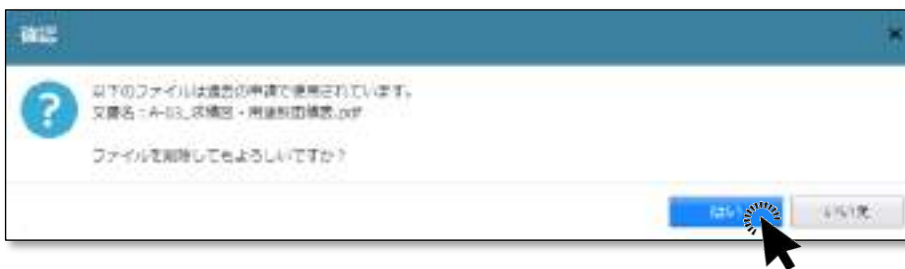 確認
以下のファイルは過去の申請で使用されています。
文書名：A-03_求積図・用途別面積表.pdf
ファイルを削除してもよろしいですか？
はい
いいえ